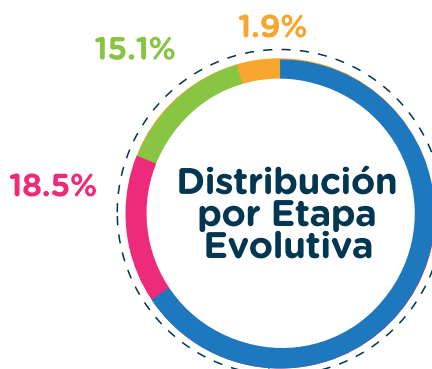 1.9%
15.1%
18.5%
Distribución
por Etapa
Evolutiva